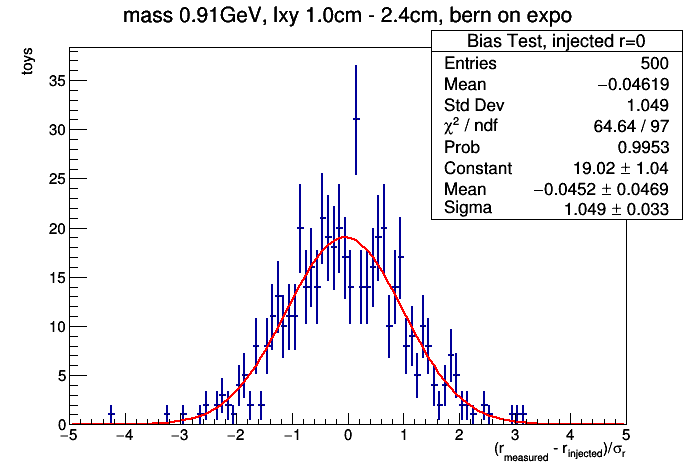 mass 0.91GeV, lxy 1.0cm - 2.4cm, bern on expo
Bias Test, injected r=0
Entries 500
Mean −0.04619
Std Dev 1.049
χ² / ndf 64.64 / 97
Prob 0.9953
Constant 19.02 ± 1.04
Mean −0.0452 ± 0.0469
Sigma 1.049 ± 0.033
toys
35
30
25
20
15
10
5
0
−5 −4 −3 −2 −1 0 1 2 3 4 5
(r_measured - r_injected)/σ_r